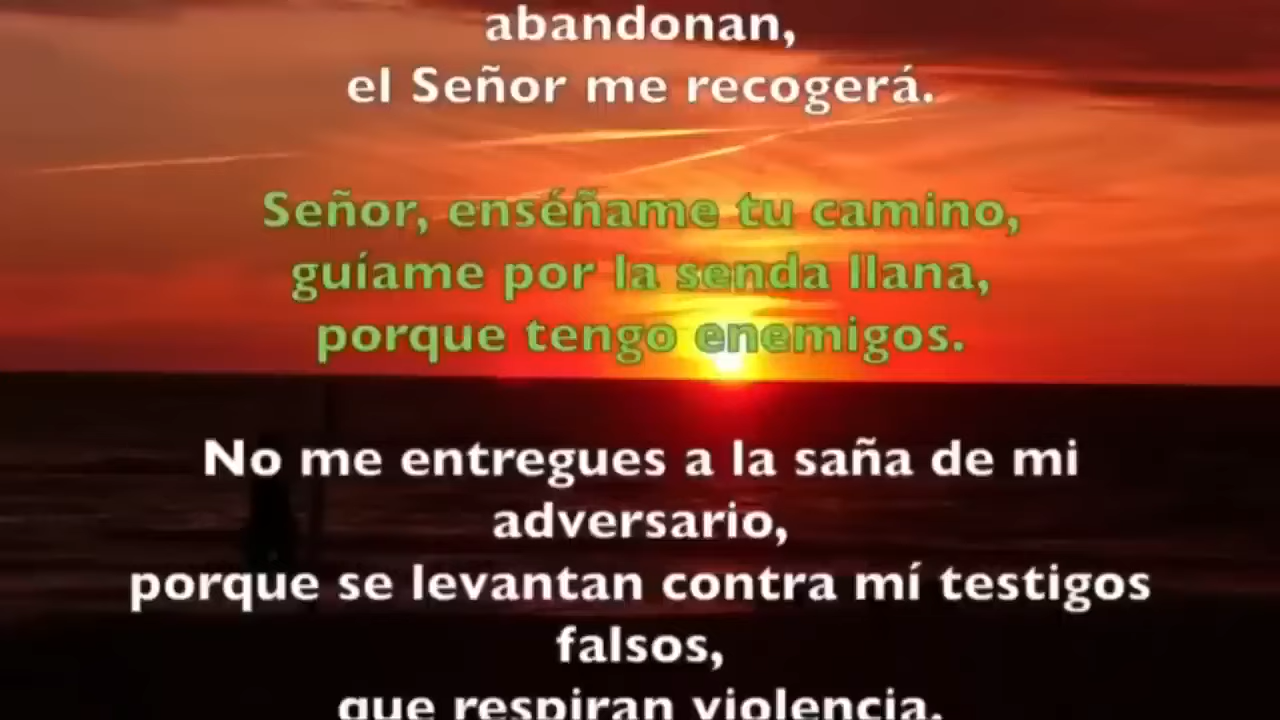 abandonan,
el Señor me recogerá.
Señor, enséñame tu camino,
guíame por la senda llana,
porque tengo enemigos.
No me entregues a la saña de mi
adversario,
porque se levantan contra mí testigos
falsos,
que respiran violencia.